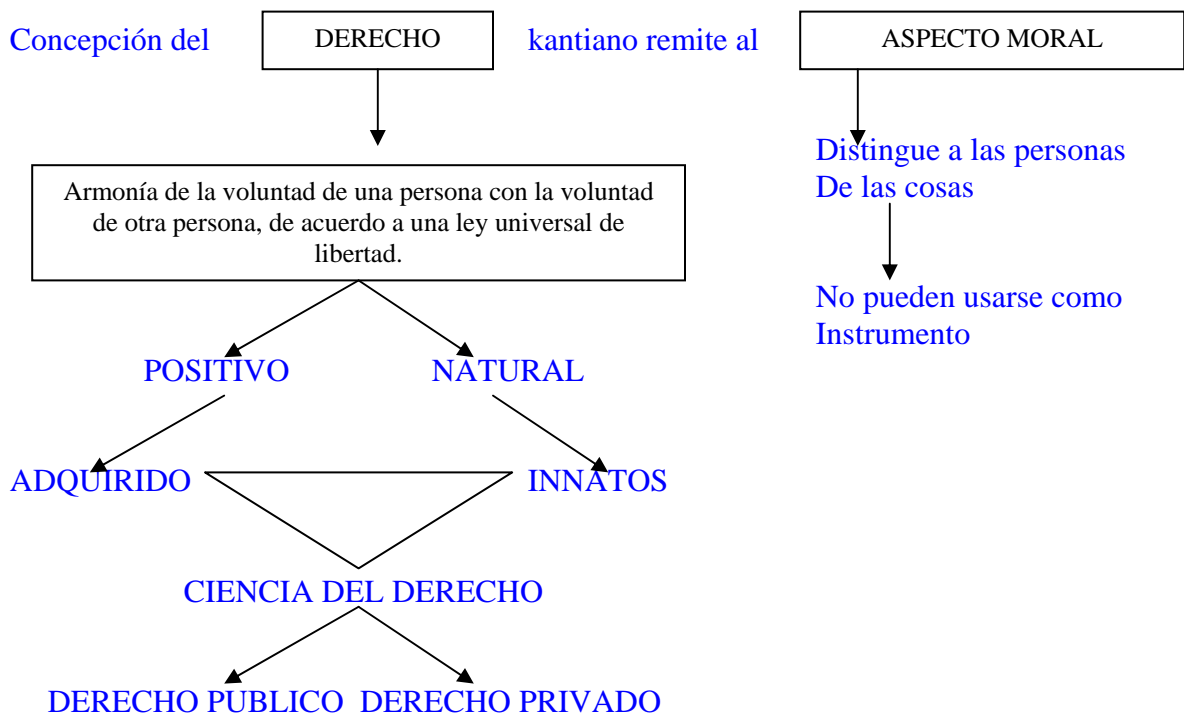 Concepción del DERECHO kantiano remite al ASPECTO MORAL
Distingue a las personas
De las cosas
Armonía de la voluntad de una persona con la voluntad
de otra persona, de acuerdo a una ley universal de
libertad.
No pueden usarse como
Instrumento
POSITIVO NATURAL
ADQUIRIDO INNATOS
CIENCIA DEL DERECHO
DERECHO PUBLICO DERECHO PRIVADO